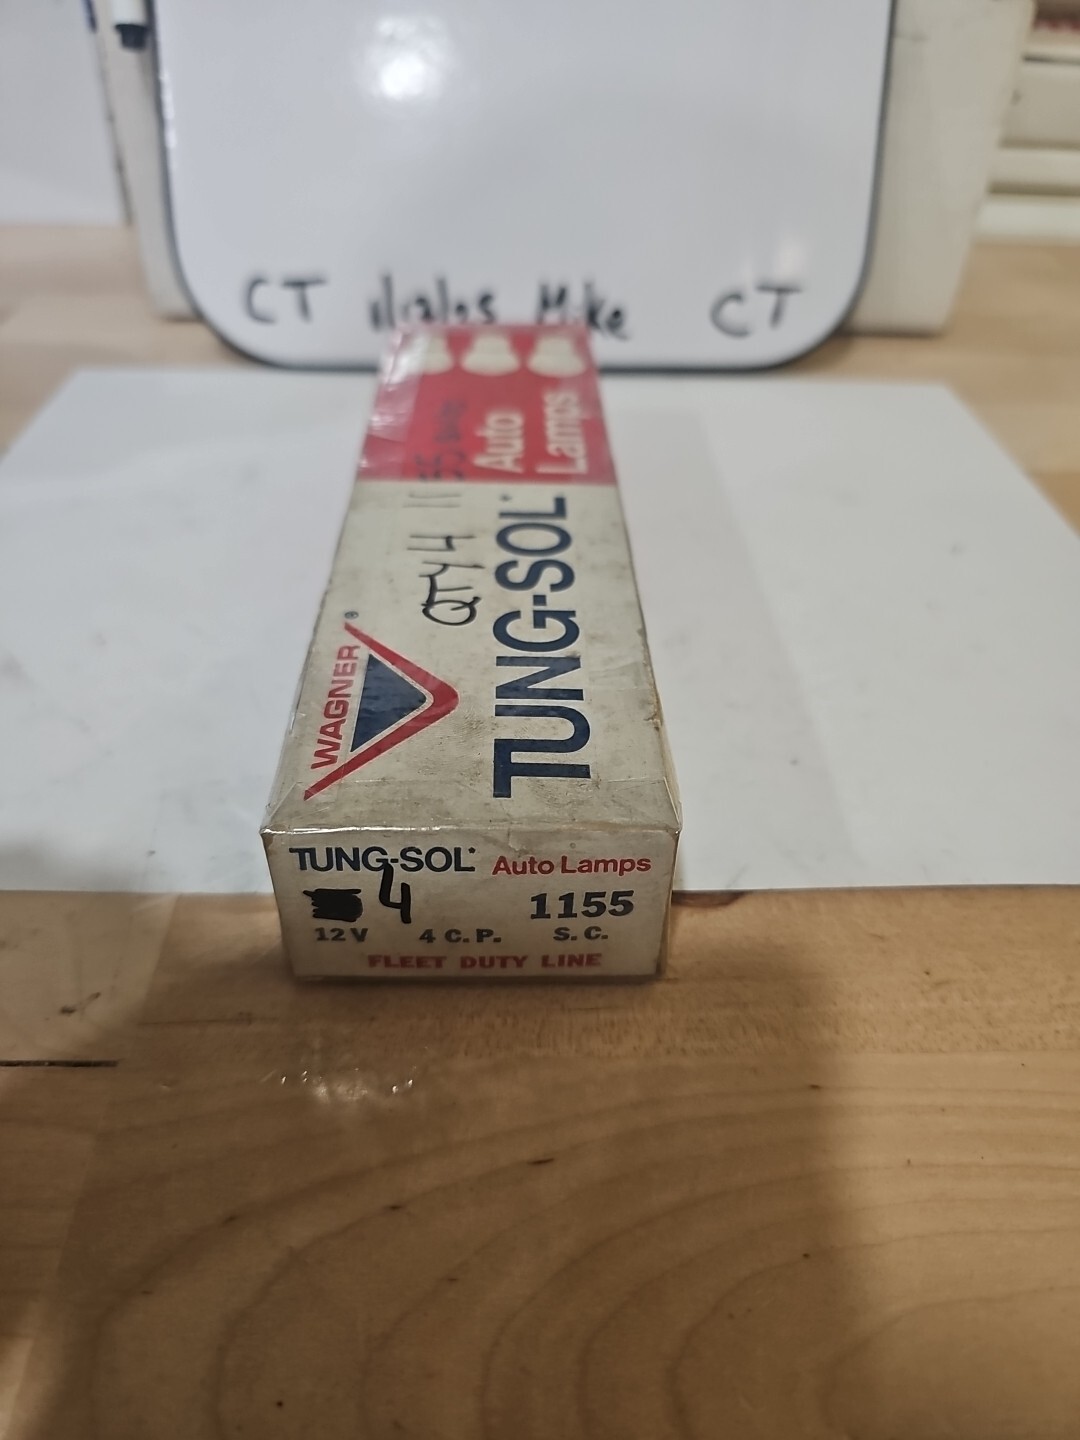 CT Mike CT
Auto
Lamps
QTY 4 1155
TUNG-SOL
WAGNER®
TUNG-SOL® Auto Lamps
4 1155
12V 4 C.P. S.C.
FLEET DUTY LINE